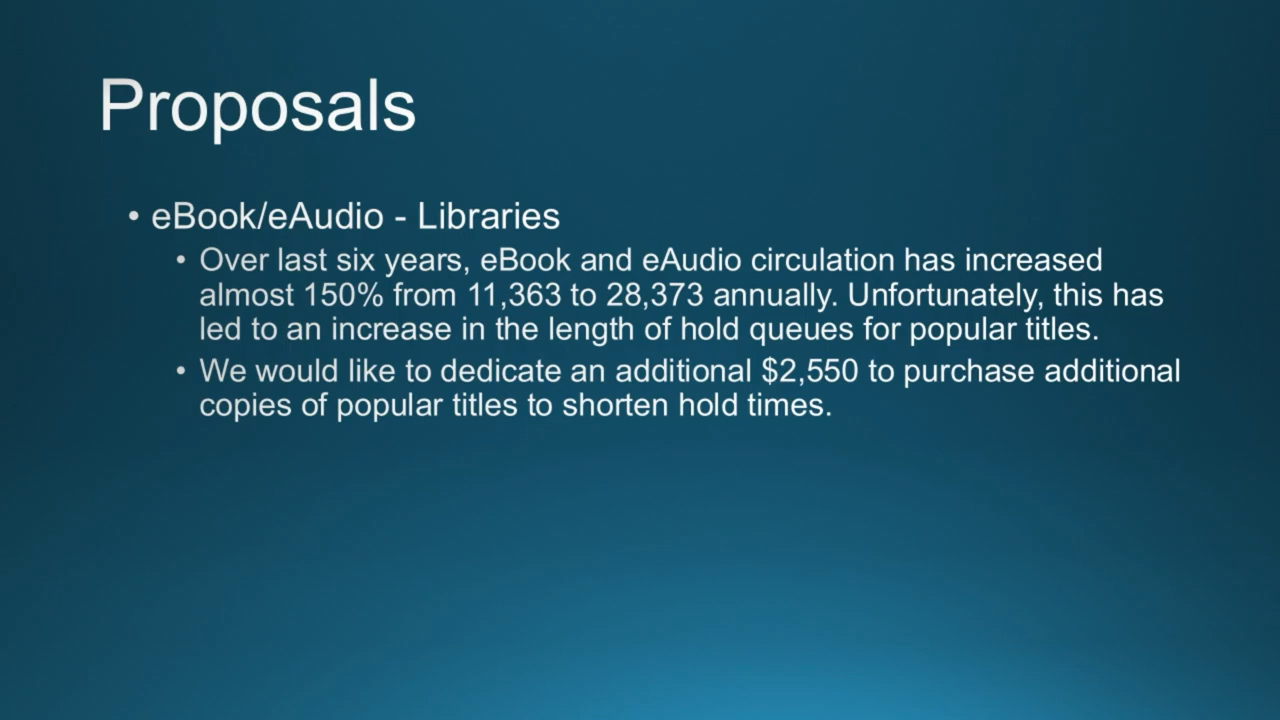 Proposals
• eBook/eAudio - Libraries
• Over last six years, eBook and eAudio circulation has increased
almost 150% from 11,363 to 28,373 annually. Unfortunately, this has
led to an increase in the length of hold queues for popular titles.
• We would like to dedicate an additional $2,550 to purchase additional
copies of popular titles to shorten hold times.